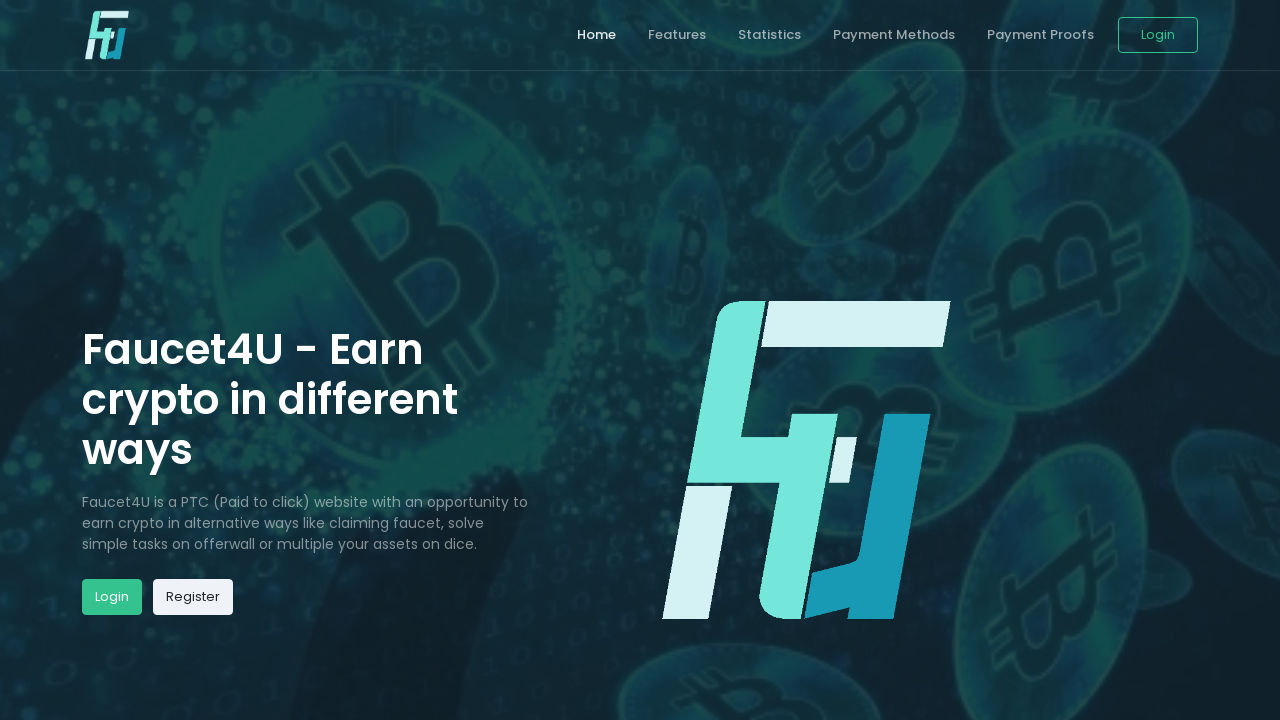 Home
Features
Statistics
Payment Methods
Payment Proofs
Login
Faucet4U - Earn
crypto in different
ways
Faucet4U is a PTC (Paid to click) website with an opportunity to
earn crypto in alternative ways like claiming faucet, solve
simple tasks on offerwall or multiple your assets on dice.
Login
Register